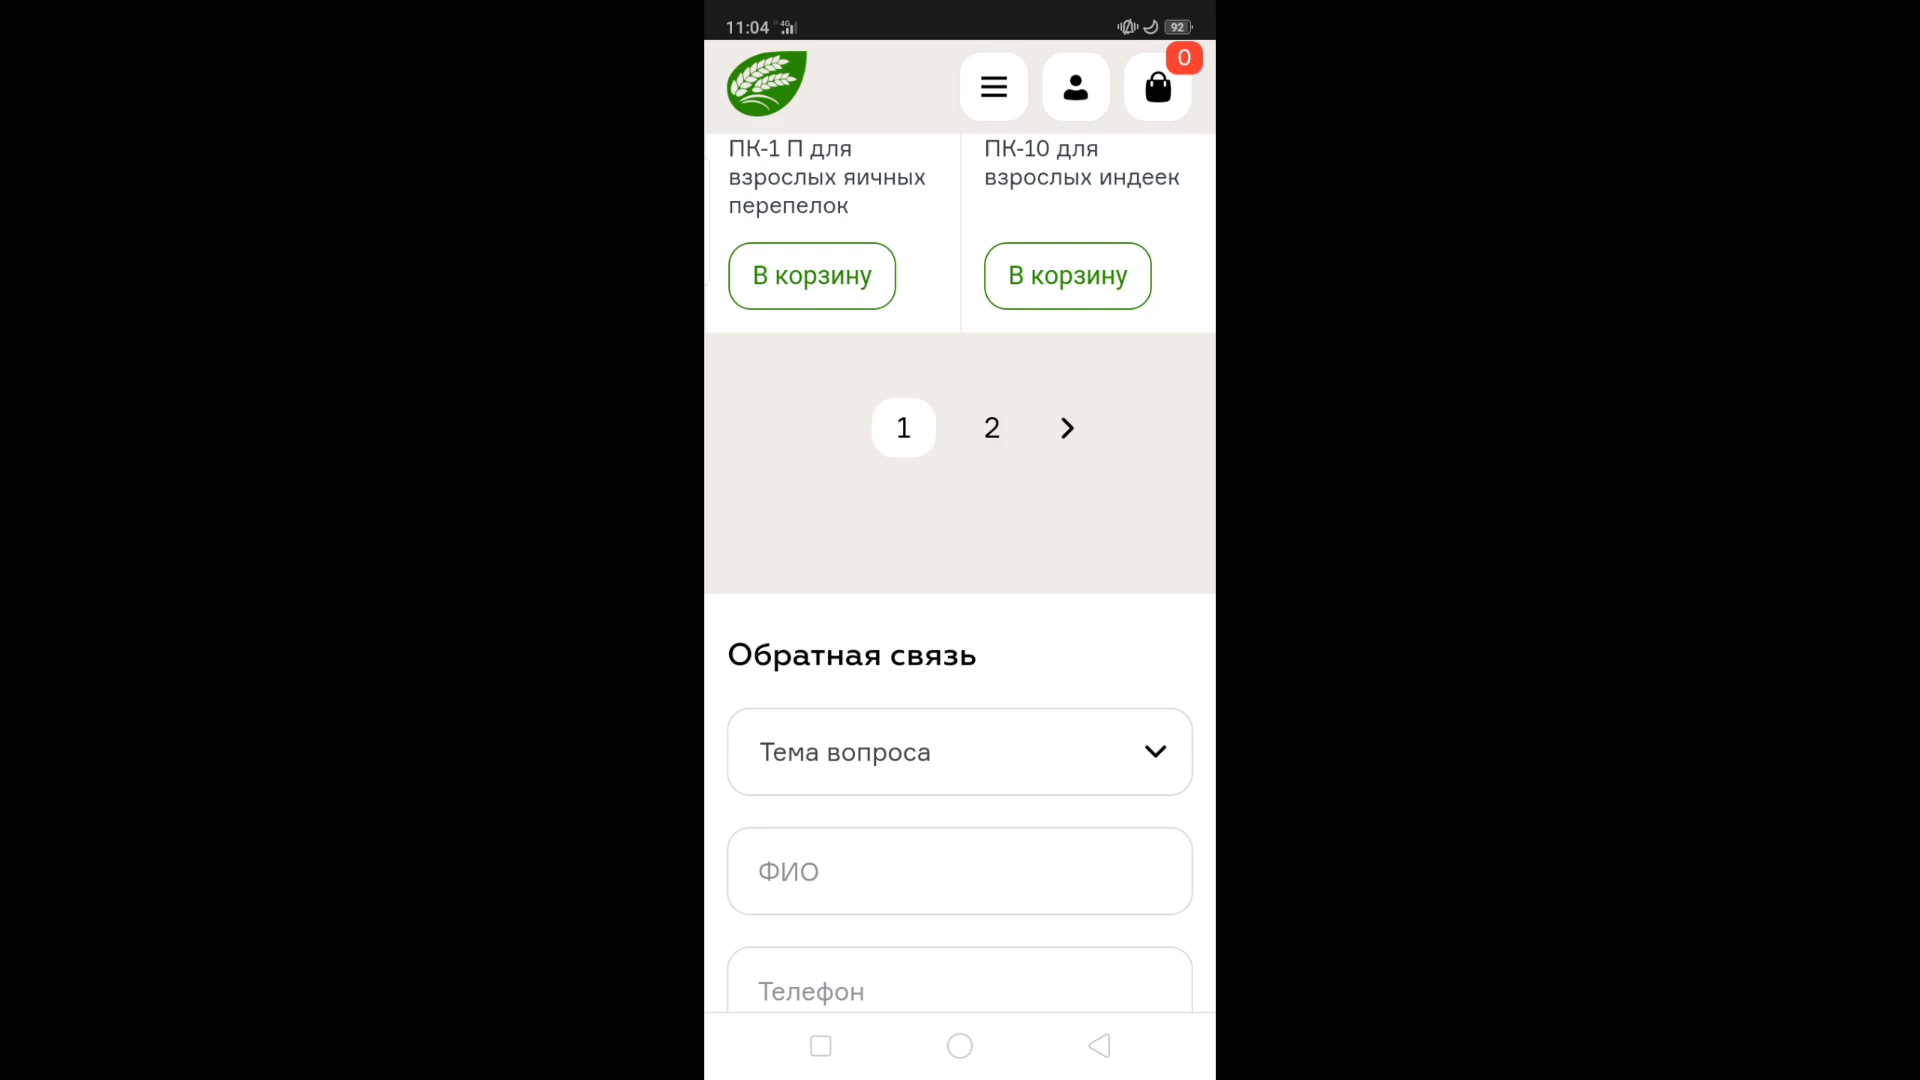 11:04 4G 92
0
ПК-1 П для
взрослых яичных
перепелок
В корзину
ПК-10 для
взрослых индеек
В корзину
1 2
Обратная связь
Тема вопроса
ФИО
Телефон